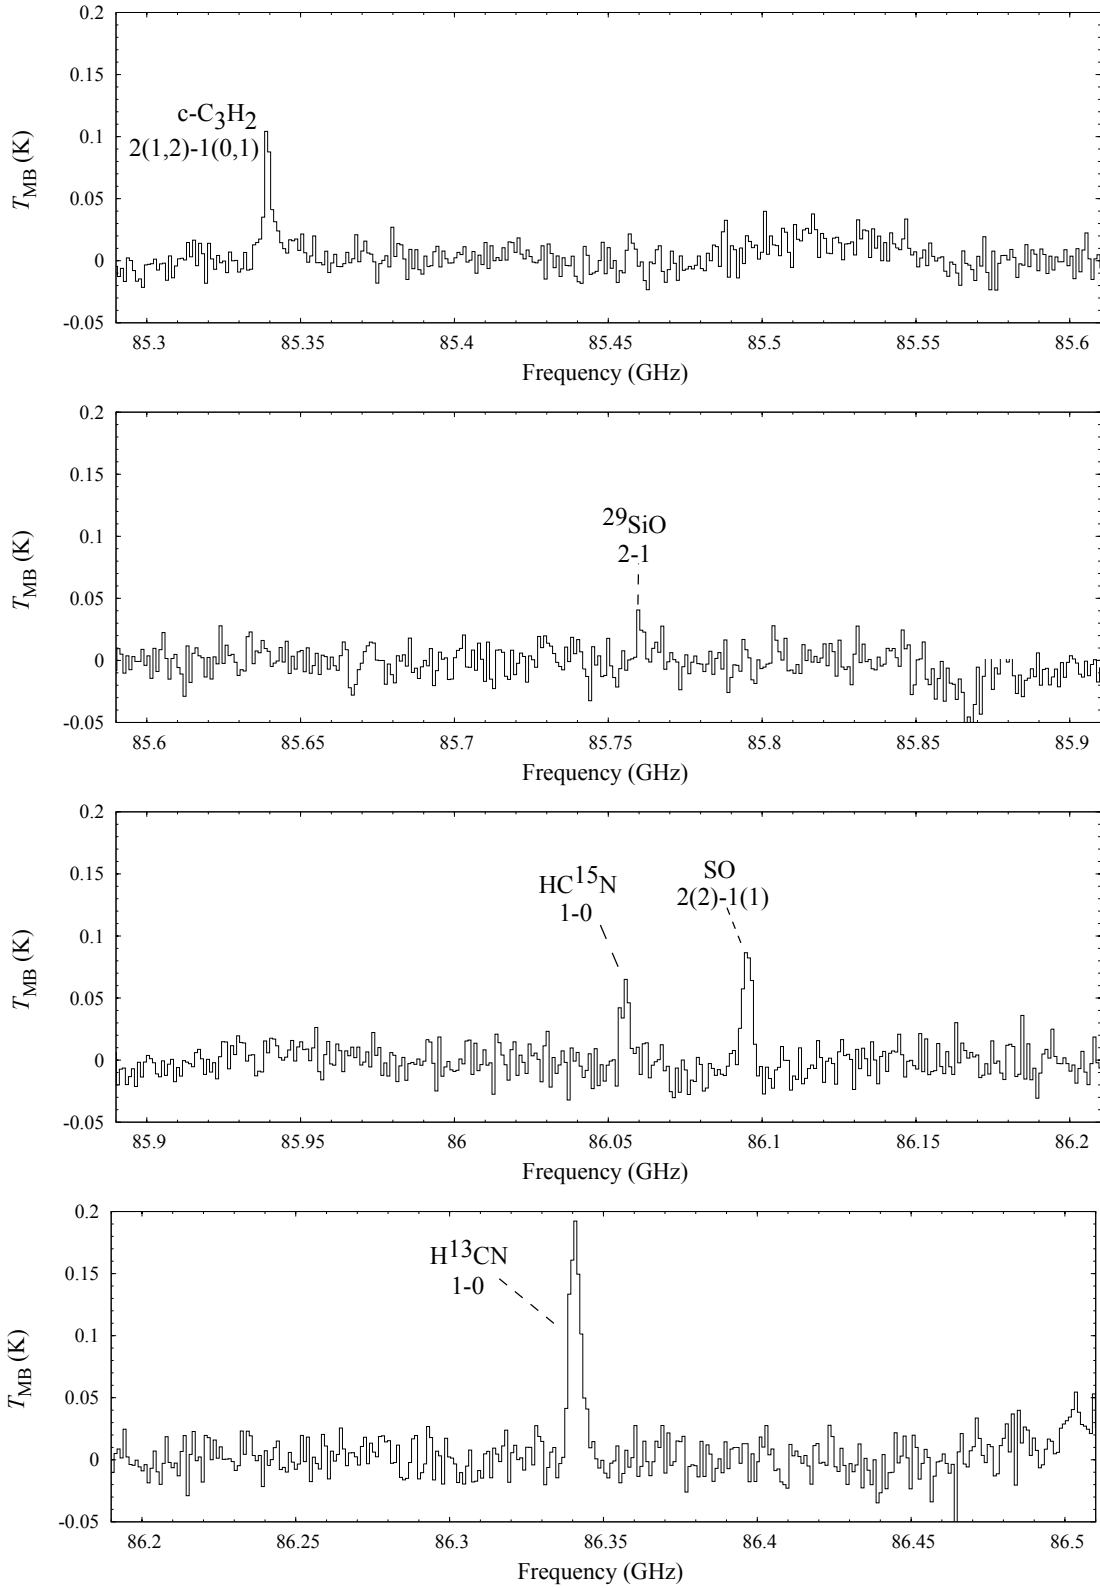 0.2
0.15
0.1
0.05
0
-0.05
T_MB (K)
c-C3H2
2(1,2)-1(0,1)
85.3 85.35 85.4 85.45 85.5 85.55 85.6
Frequency (GHz)
0.2
0.15
0.1
0.05
0
-0.05
T_MB (K)
29SiO
2-1
85.6 85.65 85.7 85.75 85.8 85.85 85.9
Frequency (GHz)
0.2
0.15
0.1
0.05
0
-0.05
T_MB (K)
HC15N
1-0
SO
2(2)-1(1)
85.9 85.95 86 86.05 86.1 86.15 86.2
Frequency (GHz)
0.2
0.15
0.1
0.05
0
-0.05
T_MB (K)
H13CN
1-0
86.2 86.25 86.3 86.35 86.4 86.45 86.5
Frequency (GHz)